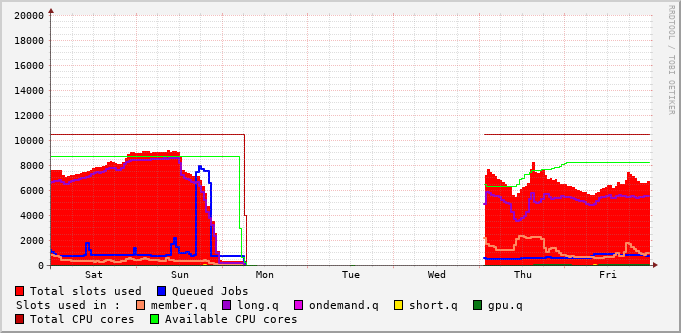 20000
18000
16000
14000
12000
10000
8000
6000
4000
2000
0
Sat Sun Mon Tue Wed Thu Fri
RRDTOOL / TOBI OETIKER
Total slots used Queued Jobs
Slots used in : member.q long.q ondemand.q short.q gpu.q
Total CPU cores Available CPU cores